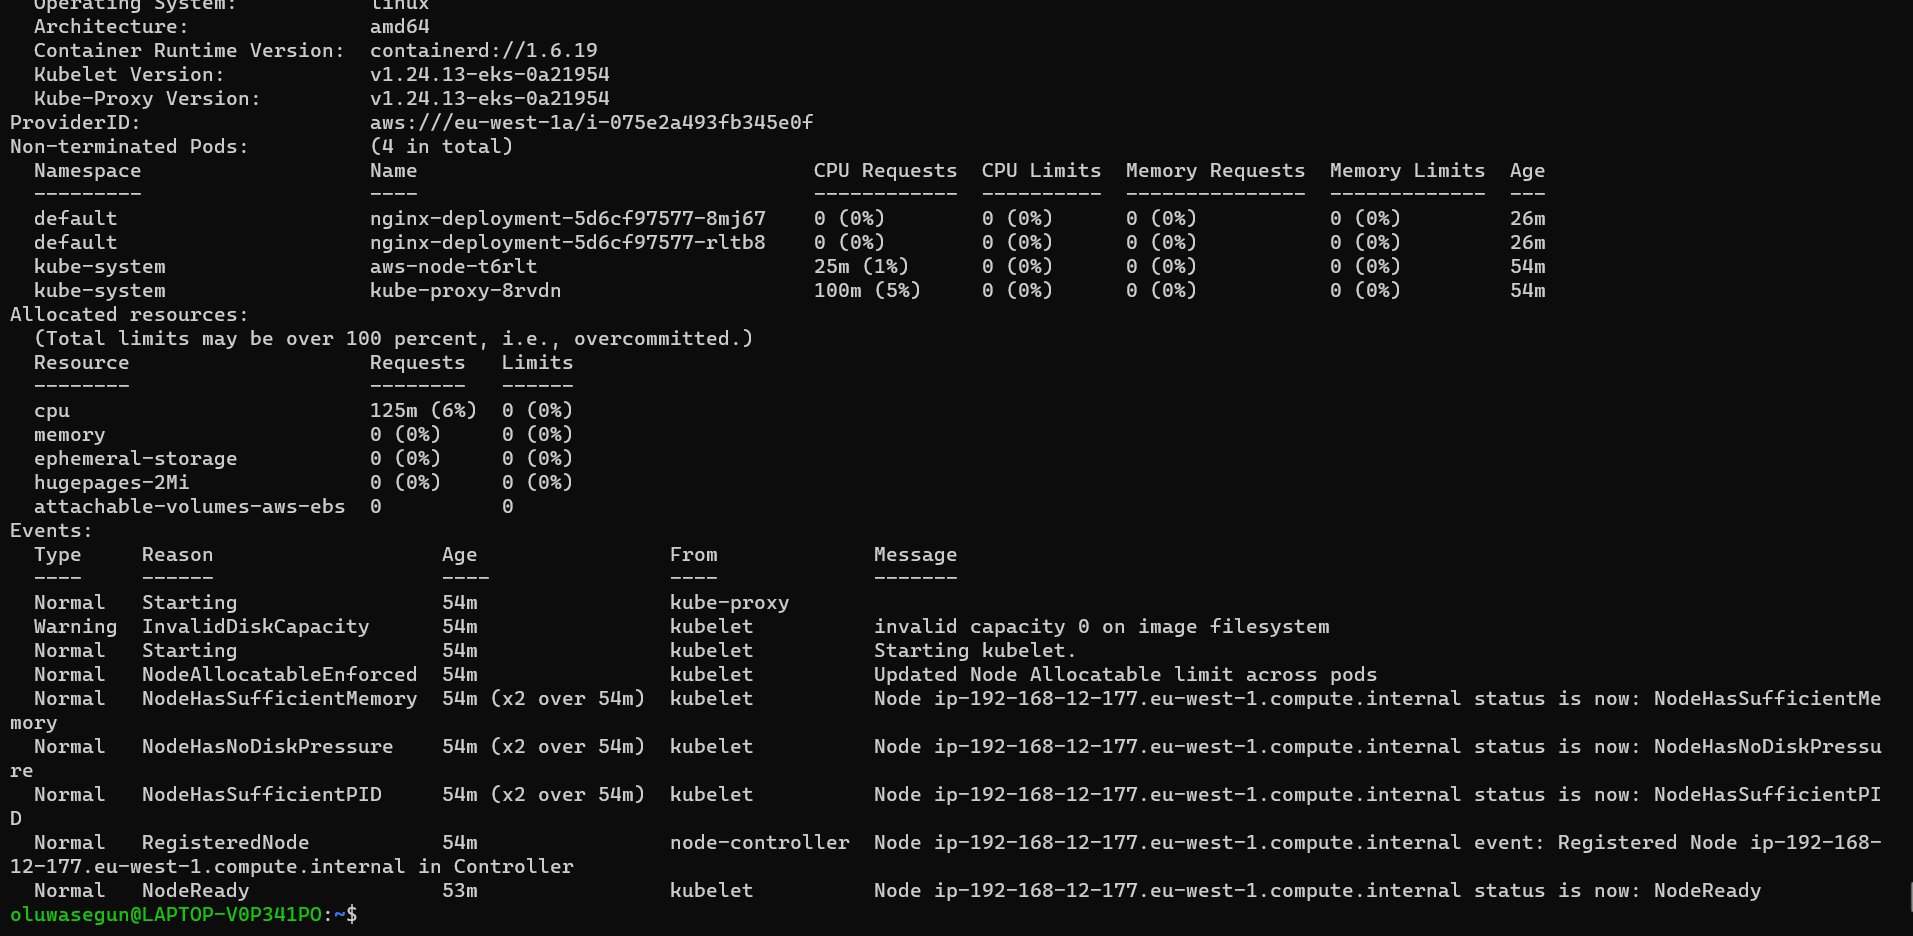 Operating System:           linux
  Architecture:               amd64
  Container Runtime Version:  containerd://1.6.19
  Kubelet Version:            v1.24.13-eks-0a21954
  Kube-Proxy Version:         v1.24.13-eks-0a21954
ProviderID:                   aws:///eu-west-1a/i-075e2a493fb345e0f
Non-terminated Pods:          (4 in total)
  Namespace                   Name                                 CPU Requests  CPU Limits  Memory Requests  Memory Limits  Age
  ---------                   ----                                 ------------  ----------  ---------------  -------------  ---
  default                     nginx-deployment-5d6cf97577-8mj67    0 (0%)        0 (0%)      0 (0%)           0 (0%)         26m
  default                     nginx-deployment-5d6cf97577-rltb8    0 (0%)        0 (0%)      0 (0%)           0 (0%)         26m
  kube-system                 aws-node-t6rlt                       25m (1%)      0 (0%)      0 (0%)           0 (0%)         54m
  kube-system                 kube-proxy-8rvdn                     100m (5%)     0 (0%)      0 (0%)           0 (0%)         54m
Allocated resources:
  (Total limits may be over 100 percent, i.e., overcommitted.)
  Resource                    Requests   Limits
  --------                    --------   ------
  cpu                         125m (6%)  0 (0%)
  memory                      0 (0%)     0 (0%)
  ephemeral-storage           0 (0%)     0 (0%)
  hugepages-2Mi               0 (0%)     0 (0%)
  attachable-volumes-aws-ebs  0          0
Events:
  Type     Reason                   Age                From             Message
  ----     ------                   ----               ----             -------
  Normal   Starting                 54m                kube-proxy
  Warning  InvalidDiskCapacity      54m                kubelet          invalid capacity 0 on image filesystem
  Normal   Starting                 54m                kubelet          Starting kubelet.
  Normal   NodeAllocatableEnforced  54m                kubelet          Updated Node Allocatable limit across pods
  Normal   NodeHasSufficientMemory  54m (x2 over 54m)  kubelet          Node ip-192-168-12-177.eu-west-1.compute.internal status is now: NodeHasSufficientMe
mory
  Normal   NodeHasNoDiskPressure    54m (x2 over 54m)  kubelet          Node ip-192-168-12-177.eu-west-1.compute.internal status is now: NodeHasNoDiskPressu
re
  Normal   NodeHasSufficientPID     54m (x2 over 54m)  kubelet          Node ip-192-168-12-177.eu-west-1.compute.internal status is now: NodeHasSufficientPI
D
  Normal   RegisteredNode           54m                node-controller  Node ip-192-168-12-177.eu-west-1.compute.internal event: Registered Node ip-192-168-
12-177.eu-west-1.compute.internal in Controller
  Normal   NodeReady                53m                kubelet          Node ip-192-168-12-177.eu-west-1.compute.internal status is now: NodeReady
oluwasegun@LAPTOP-V0P341PO:~$